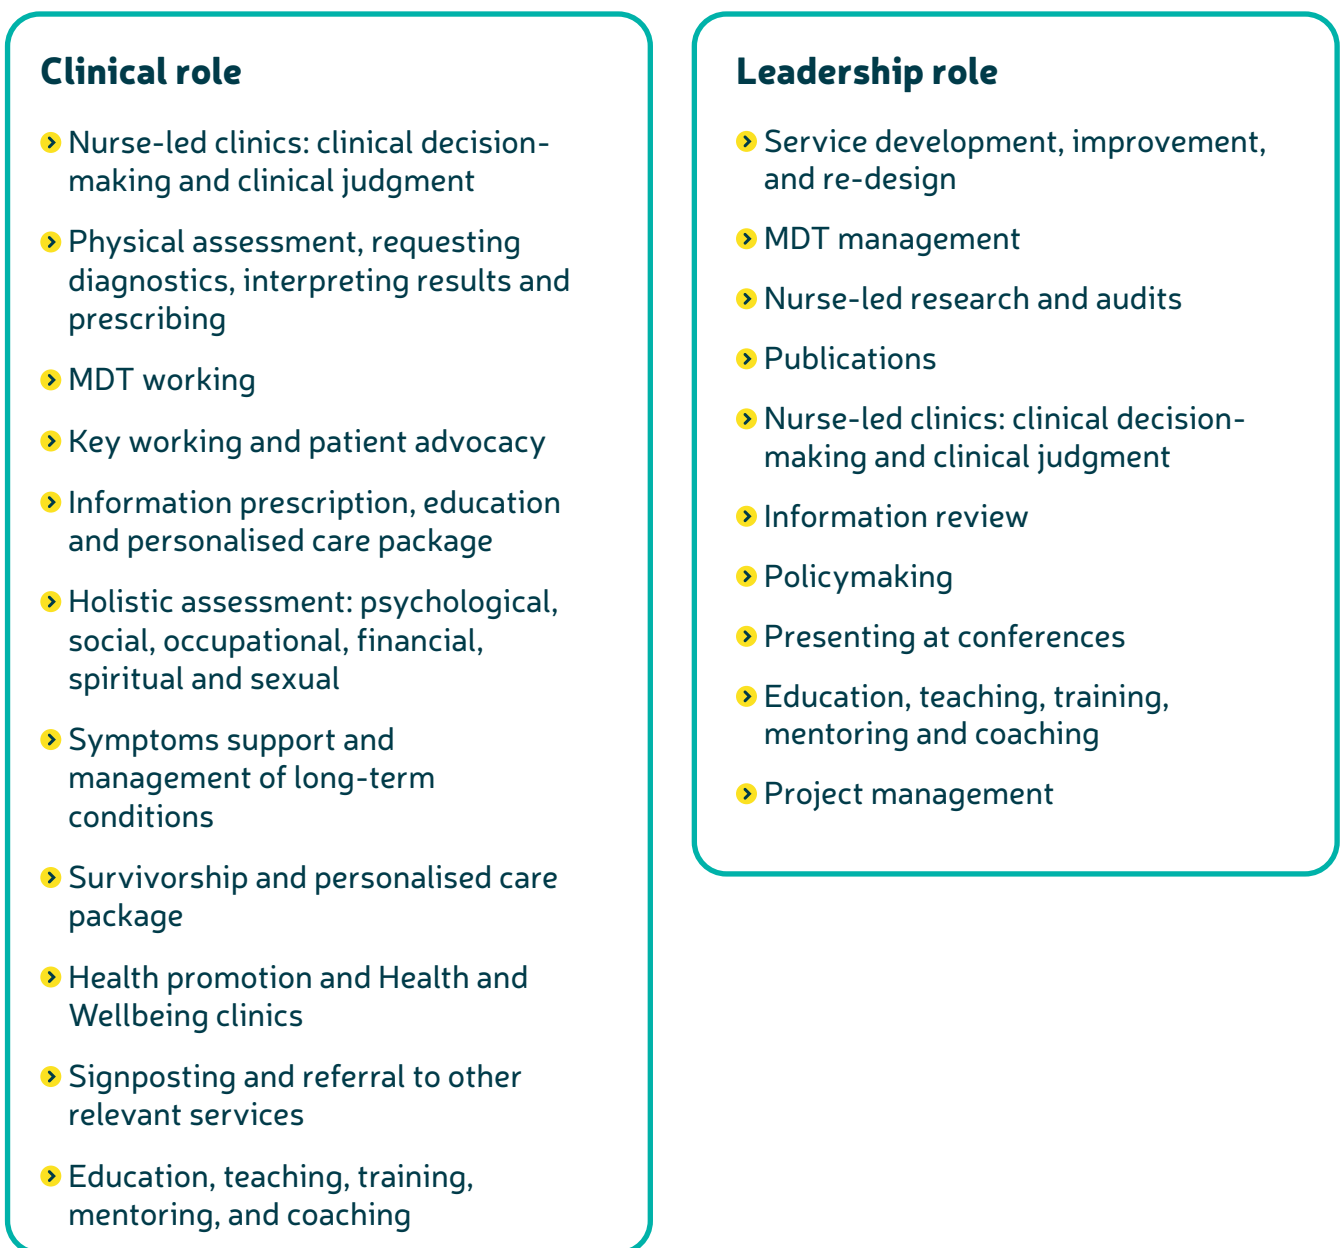 Clinical role
Nurse-led clinics: clinical decision-
making and clinical judgment
Physical assessment, requesting
diagnostics, interpreting results and
prescribing
MDT working
Key working and patient advocacy
Information prescription, education
and personalised care package
Holistic assessment: psychological,
social, occupational, financial,
spiritual and sexual
Symptoms support and
management of long-term
conditions
Survivorship and personalised care
package
Health promotion and Health and
Wellbeing clinics
Signposting and referral to other
relevant services
Education, teaching, training,
mentoring, and coaching
Leadership role
Service development, improvement,
and re-design
MDT management
Nurse-led research and audits
Publications
Nurse-led clinics: clinical decision-
making and clinical judgment
Information review
Policymaking
Presenting at conferences
Education, teaching, training,
mentoring and coaching
Project management